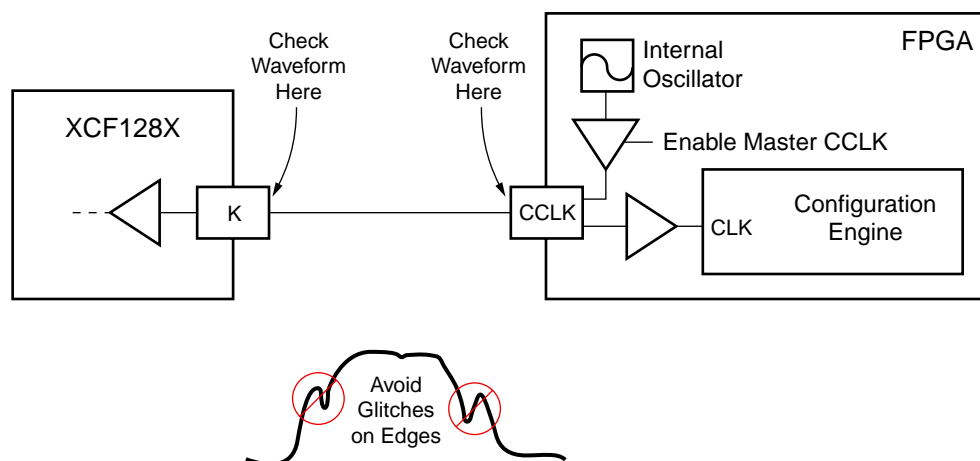 Check
Waveform
Here
Check
Waveform
Here
FPGA
Internal
Oscillator
XCF128X
Enable Master CCLK
K
CCLK
CLK
Configuration
Engine
Avoid
Glitches
on Edges